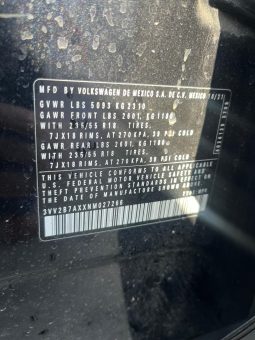 MFD BY VOLKSWAGEN DE MEXICO S.A. DE C.V. MEXICO 10/21
GVWR LBS 5093 KG 2310
GAWR FRONT LBS 2601, KG 1180
WITH 235/55 R18 TIRES,
7JX18 RIMS, AT 270 KPA, 39 PSI COLD
GAWR REAR LBS 2601, KG 1180
WITH 235/55 R18 TIRES,
7JX18 RIMS, AT 270 KPA, 39 PSI COLD
THIS VEHICLE CONFORMS TO ALL APPLICABLE
U.S. FEDERAL MOTOR VEHICLE SAFETY AND
THEFT PREVENTION STANDARDS IN EFFECT ON
THE DATE OF MANUFACTURE SHOWN ABOVE
3VV2B7AXXNM027266